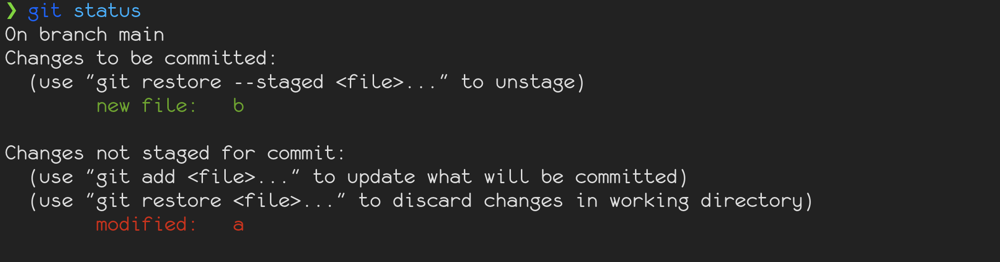 ❯ git status
On branch main
Changes to be committed:
  (use "git restore --staged <file>..." to unstage)
        new file:   b

Changes not staged for commit:
  (use "git add <file>..." to update what will be committed)
  (use "git restore <file>..." to discard changes in working directory)
        modified:   a